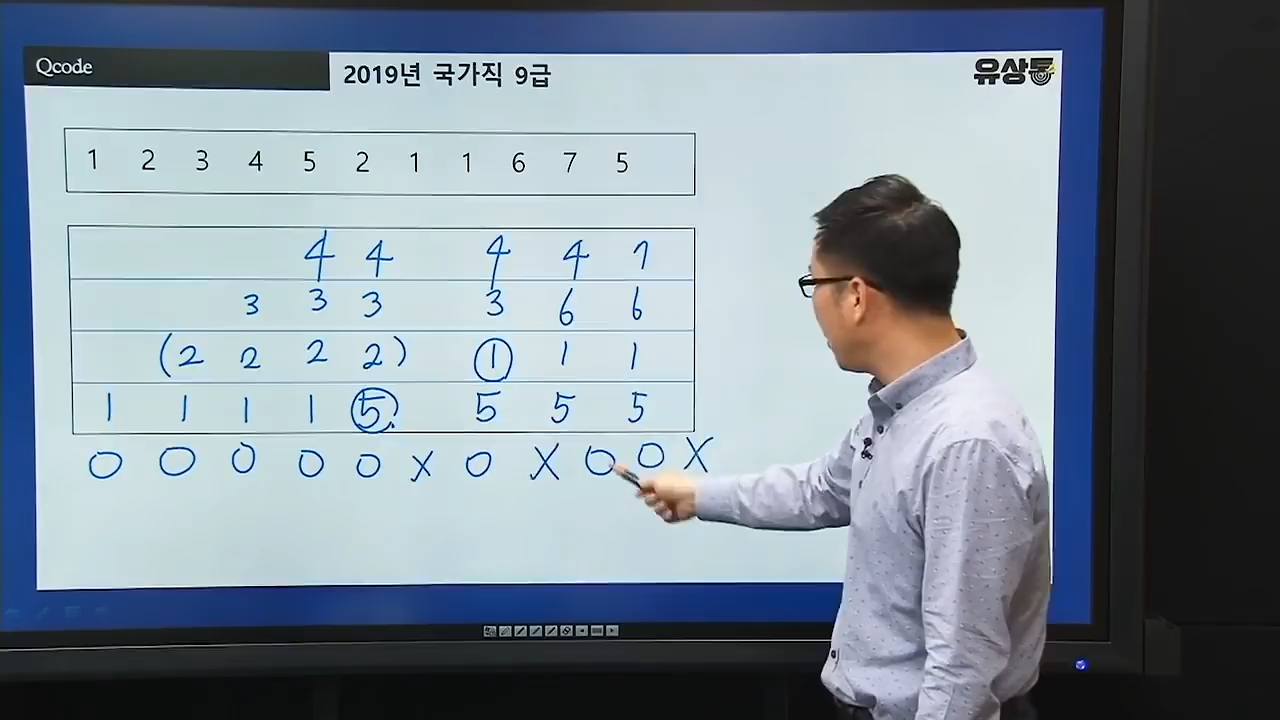 Qcode
2019년 국가직 9급
유상통
1 2 3 4 5 2 1 1 6 7 5
4 4 4 4 7
3 3 3 3 6 6
(2 2 2 2) 1 1 1
1 1 1 1 5 5 5 5
O O O O O X O X O O X